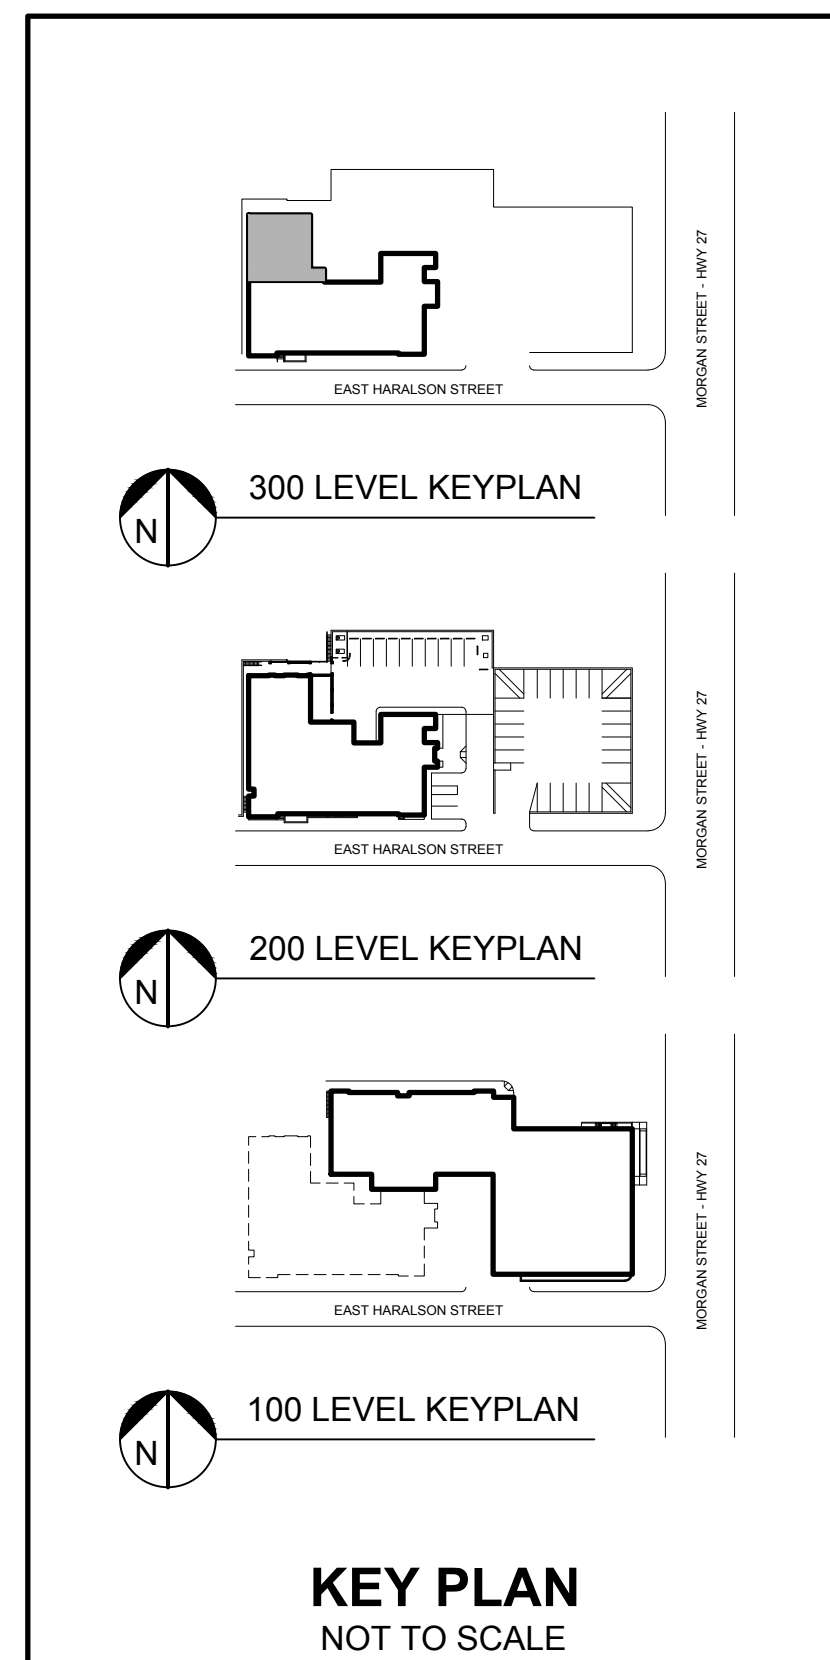 MORGAN STREET - HWY 27
EAST HARALSON STREET
N
300 LEVEL KEYPLAN
MORGAN STREET - HWY 27
EAST HARALSON STREET
N
200 LEVEL KEYPLAN
MORGAN STREET - HWY 27
EAST HARALSON STREET
N
100 LEVEL KEYPLAN
KEY PLAN
NOT TO SCALE